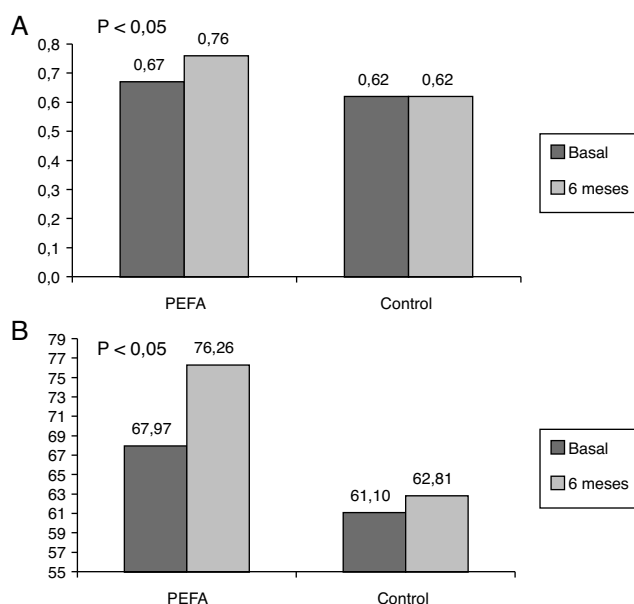 A
P < 0,05
0,8
0,7
0,6
0,5
0,4
0,3
0,2
0,1
0,0
0,67
0,76
0,62
0,62
PEFA
Control
Basal
6 meses
B
P < 0,05
79
77
75
73
71
69
67
65
63
61
59
57
55
67,97
76,26
61,10
62,81
PEFA
Control
Basal
6 meses